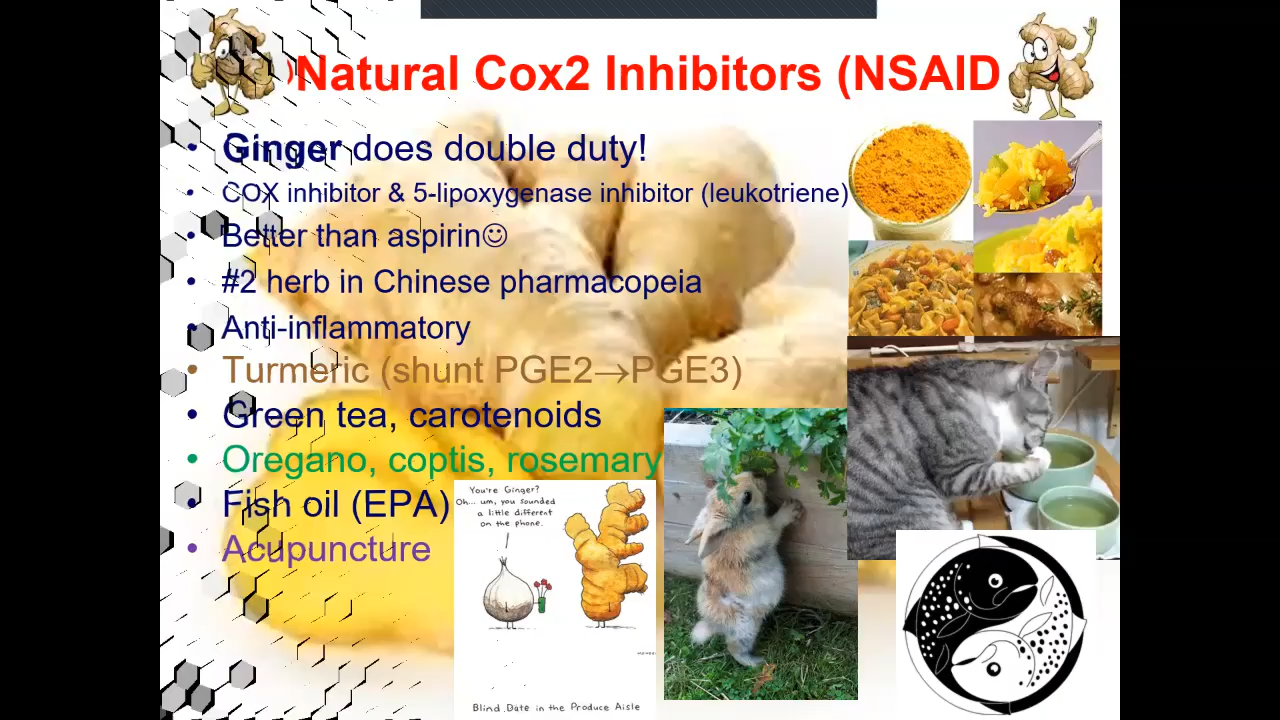 )Natural Cox2 Inhibitors (NSAID
• Ginger does double duty!
• COX inhibitor & 5-lipoxygenase inhibitor (leukotriene)
• Better than aspirin☺
• #2 herb in Chinese pharmacopeia
• Anti-inflammatory
• Turmeric (shunt PGE2→PGE3)
• Green tea, carotenoids
• Oregano, coptis, rosemary
• Fish oil (EPA)
• Acupuncture
You're Ginger?
Oh... um, you sounded
a little different
on the phone.
Blind Date in the Produce Aisle